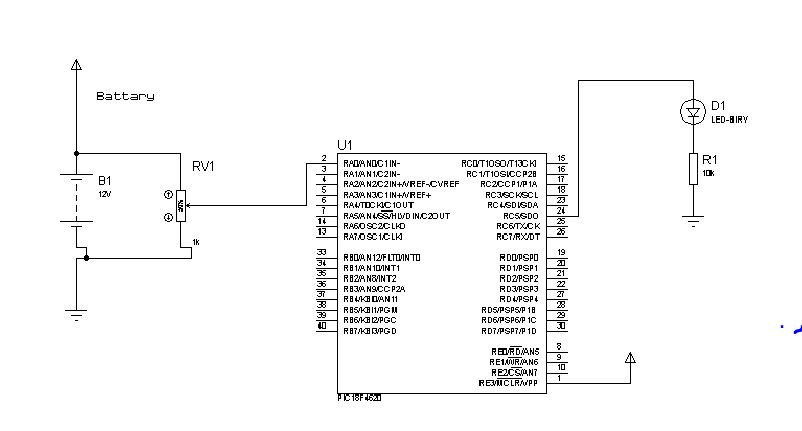 Battary
B1
12V
RV1
1k
U1
2 RA0/AN0/C1IN-
3 RA1/AN1/C2IN-
4 RA2/AN2/C2IN+/VREF-/CVREF
5 RA3/AN3/C1IN+/VREF+
6 RA4/T0CKI/C1OUT
7 RA5/AN4/SS/HLVDIN/C2OUT
14 RA6/OSC2/CLKO
13 RA7/OSC1/CLKI
33 RB0/AN12/FLT0/INT0
34 RB1/AN10/INT1
35 RB2/AN8/INT2
36 RB3/AN9/CCP2A
37 RB4/KBI0/AN11
38 RB5/KBI1/PGM
39 RB6/KBI2/PGC
40 RB7/KBI3/PGD
RC0/T1OSO/T13CKI 15
RC1/T1OSI/CCP2B 16
RC2/CCP1/P1A 17
RC3/SCK/SCL 18
RC4/SDI/SDA 23
RC5/SDO 24
RC6/TX/CK 25
RC7/RX/DT 26
RD0/PSP0 19
RD1/PSP1 20
RD2/PSP2 21
RD3/PSP3 22
RD4/PSP4 27
RD5/PSP5/P1B 28
RD6/PSP6/P1C 29
RD7/PSP7/P1D 30
RE0/RD/AN5 8
RE1/WR/AN6 9
RE2/CS/AN7 10
RE3/MCLR/VPP 1
PIC18F4520
D1
LED-BIRY
R1
10k